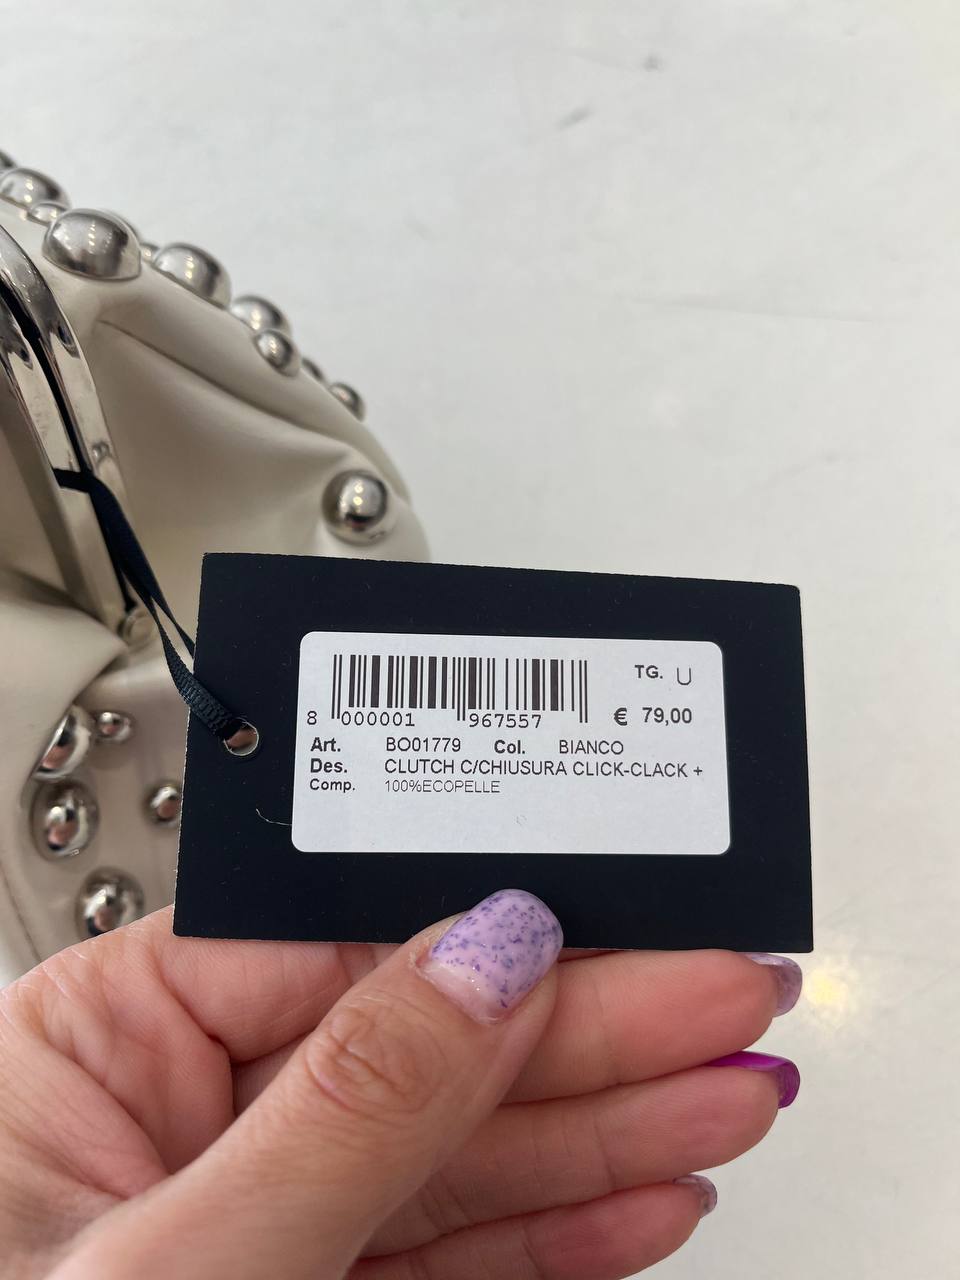 TG. U
8 000001 967557 € 79,00
Art. BO01779 Col. BIANCO
Des. CLUTCH C/CHIUSURA CLICK-CLACK +
Comp. 100%ECOPELLE